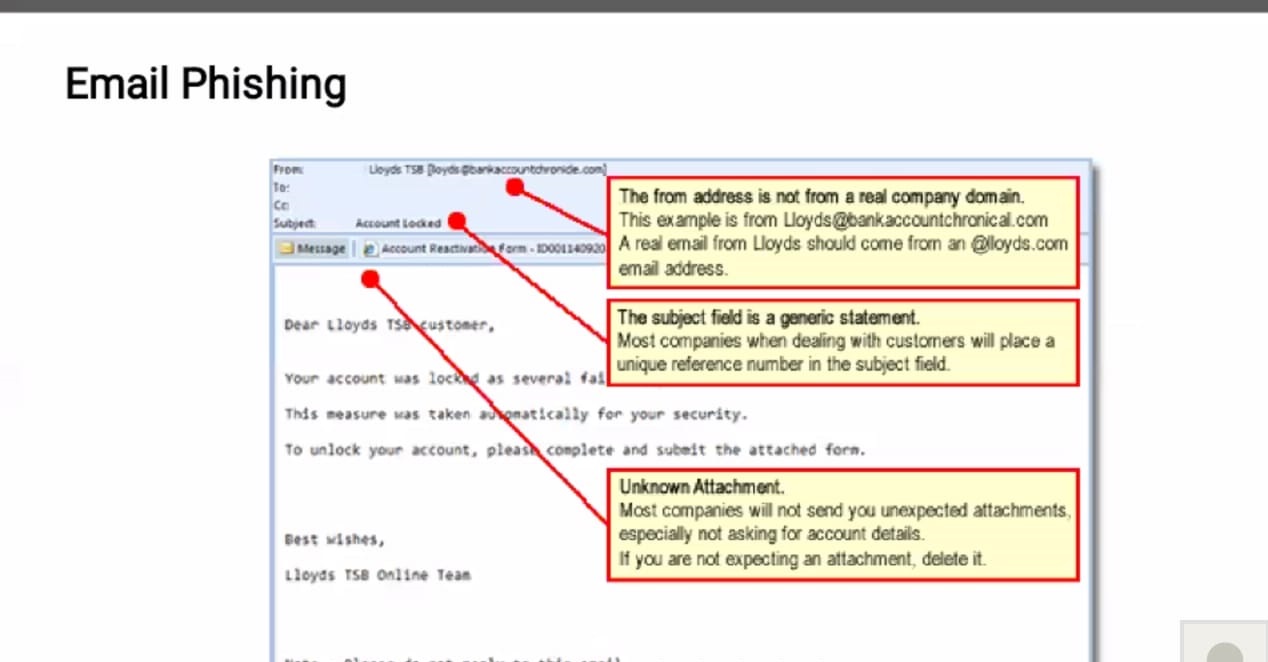 Email Phishing
From: Lloyds TSB [loyds@bankaccountchronicle.com]
To:
Cc:
Subject: Account Locked
Message Account Reactivation Form - ID001140920
The from address is not from a real company domain.
This example is from Lloyds@bankaccountchronical.com
A real email from Lloyds should come from an @lloyds.com
email address.
The subject field is a generic statement.
Most companies when dealing with customers will place a
unique reference number in the subject field.
Dear Lloyds TSB customer,
Your account was locked as several fai
This measure was taken automatically for your security.
To unlock your account, please complete and submit the attached form.
Unknown Attachment.
Most companies will not send you unexpected attachments,
especially not asking for account details.
If you are not expecting an attachment, delete it.
Best wishes,
Lloyds TSB Online Team